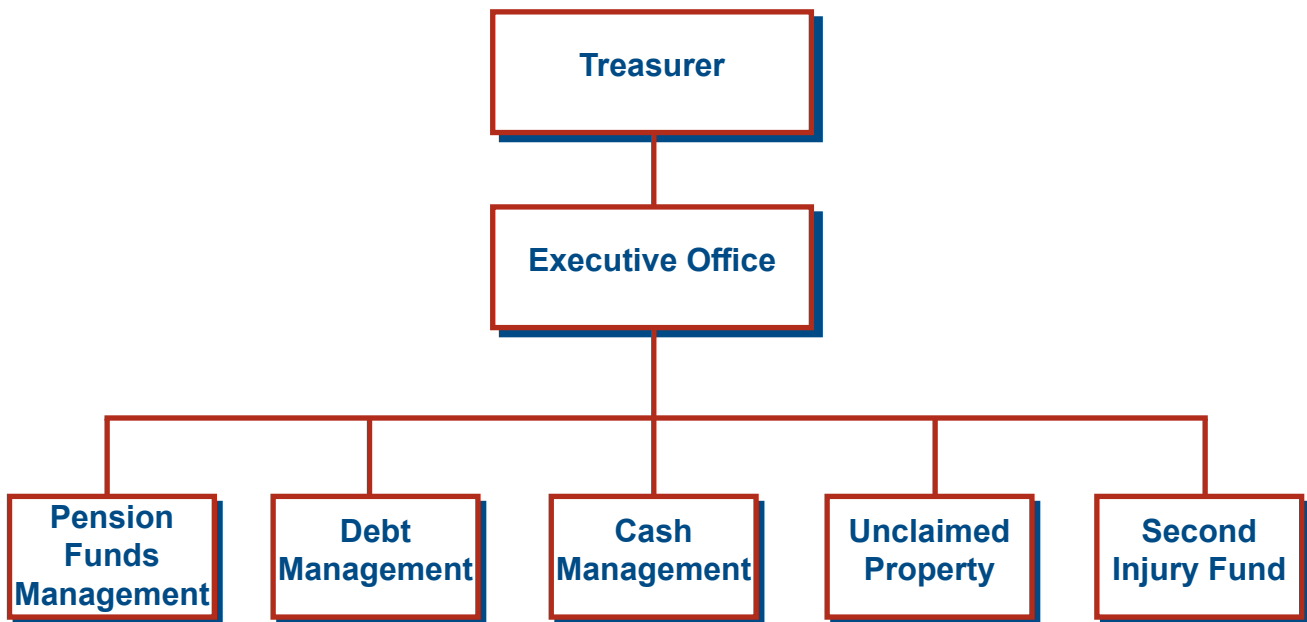 Treasurer
Executive Office
Pension
Funds
Management
Debt
Management
Cash
Management
Unclaimed
Property
Second
Injury Fund